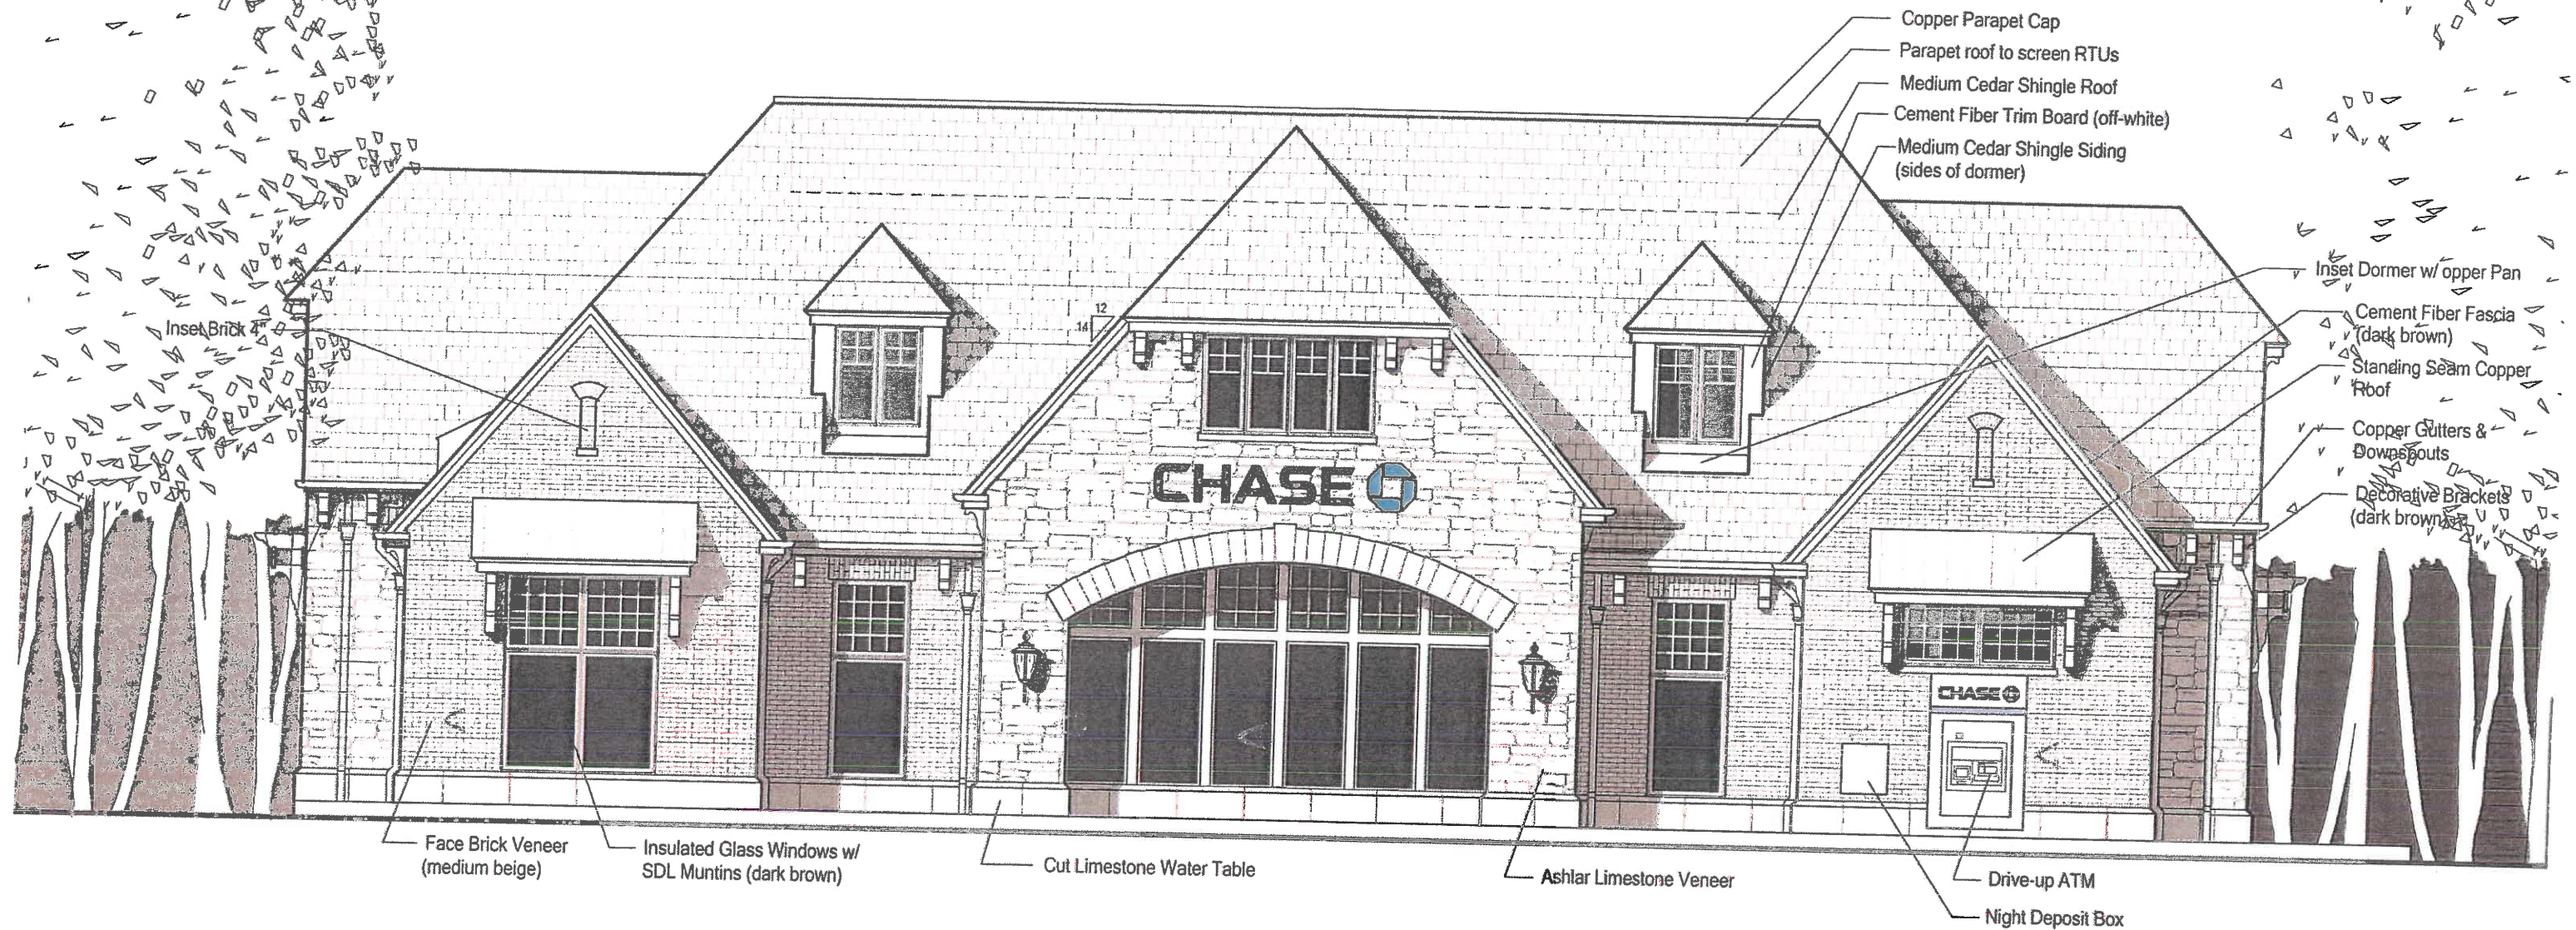 Copper Parapet Cap
Parapet roof to screen RTUs
Medium Cedar Shingle Roof
Cement Fiber Trim Board (off-white)
Medium Cedar Shingle Siding
(sides of dormer)
Inset Dormer w/ opper Pan
Cement Fiber Fascia
(dark brown)
Standing Seam Copper
Roof
Copper Gutters &
Downspouts
Decorative Brackets
(dark brown)
Inset Brick 4"
12
14
CHASE
CHASE
Face Brick Veneer
(medium beige)
Insulated Glass Windows w/
SDL Muntins (dark brown)
Cut Limestone Water Table
Ashlar Limestone Veneer
Drive-up ATM
Night Deposit Box